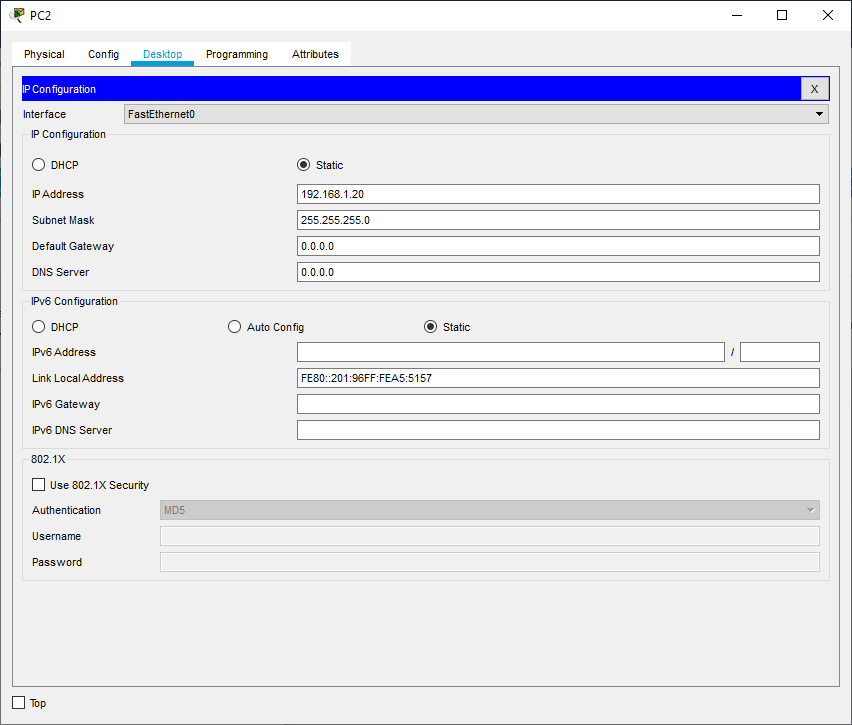 PC2
Physical Config Desktop Programming Attributes
IP Configuration X
Interface FastEthernet0
IP Configuration
DHCP Static
IP Address 192.168.1.20
Subnet Mask 255.255.255.0
Default Gateway 0.0.0.0
DNS Server 0.0.0.0
IPv6 Configuration
DHCP Auto Config Static
IPv6 Address /
Link Local Address FE80::201:96FF:FEA5:5157
IPv6 Gateway
IPv6 DNS Server
802.1X
Use 802.1X Security
Authentication MD5
Username
Password
Top